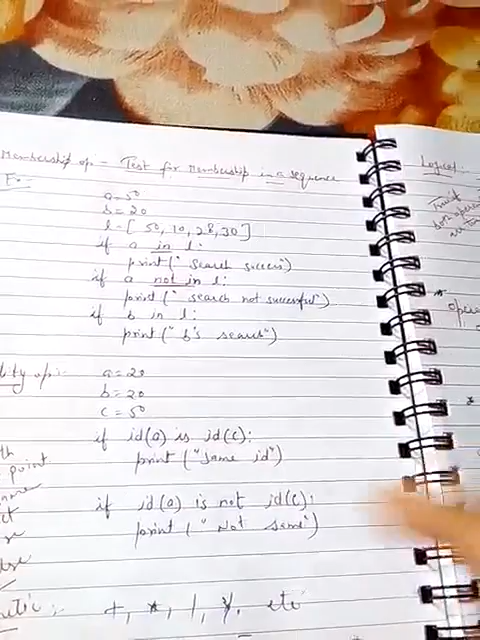 Membership op:- Test for Membership in a sequence
Ex:-
a=50
b=20
l=[50,10,28,30]
if a in l:
print("Search success")
if a not in l:
print("search not successful")
if b in l:
print("b's search")
a=20
b=20
c=50
if id(a) is id(c):
print("same id")
point
if id(a) is not id(c):
print("Not same")
+, *, /, %, etc
Logical: